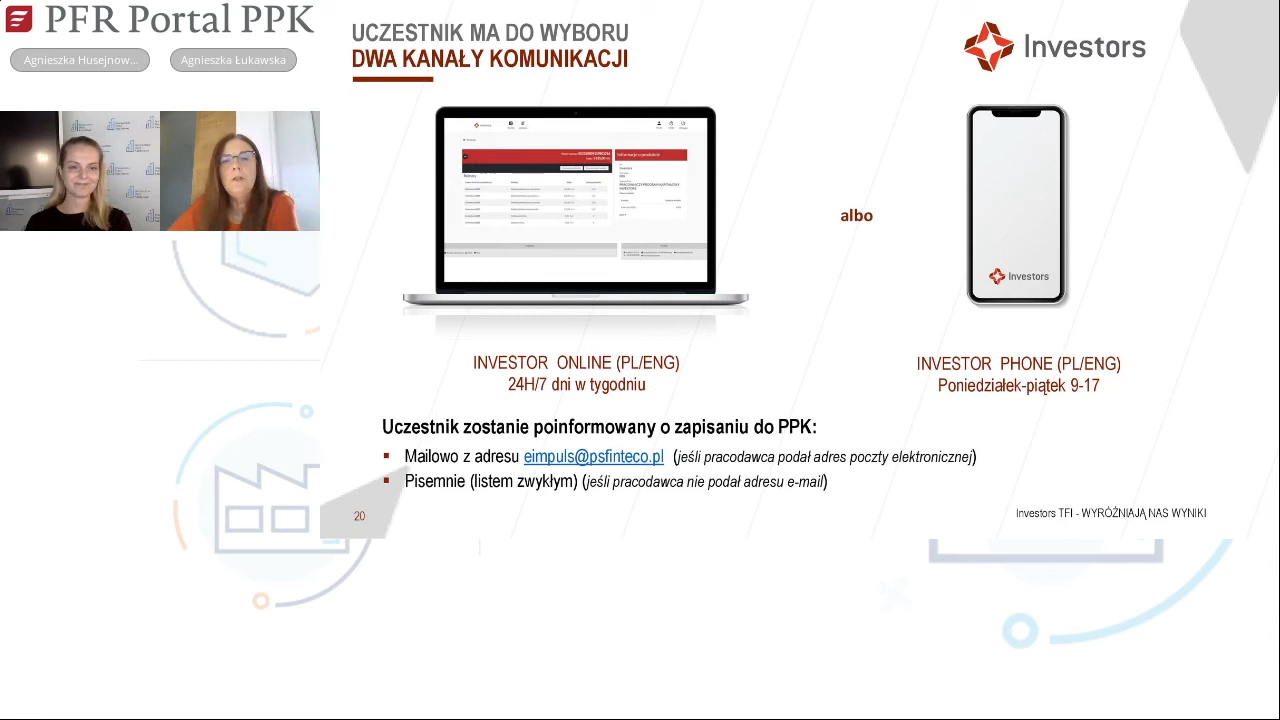 PFR Portal PPK
Agnieszka Husejnow...
Agnieszka Łukawska
UCZESTNIK MA DO WYBORU
DWA KANAŁY KOMUNIKACJI
Investors
albo
Investors
INVESTOR ONLINE (PL/ENG)
24H/7 dni w tygodniu
INVESTOR PHONE (PL/ENG)
Poniedziałek-piątek 9-17
Uczestnik zostanie poinformowany o zapisaniu do PPK:
▪ Mailowo z adresu eimpuls@psfinteco.pl (jeśli pracodawca podał adres poczty elektronicznej)
▪ Pisemnie (listem zwykłym) (jeśli pracodawca nie podał adresu e-mail)
20
Investors TFI - WYRÓŻNIAJĄ NAS WYNIKI